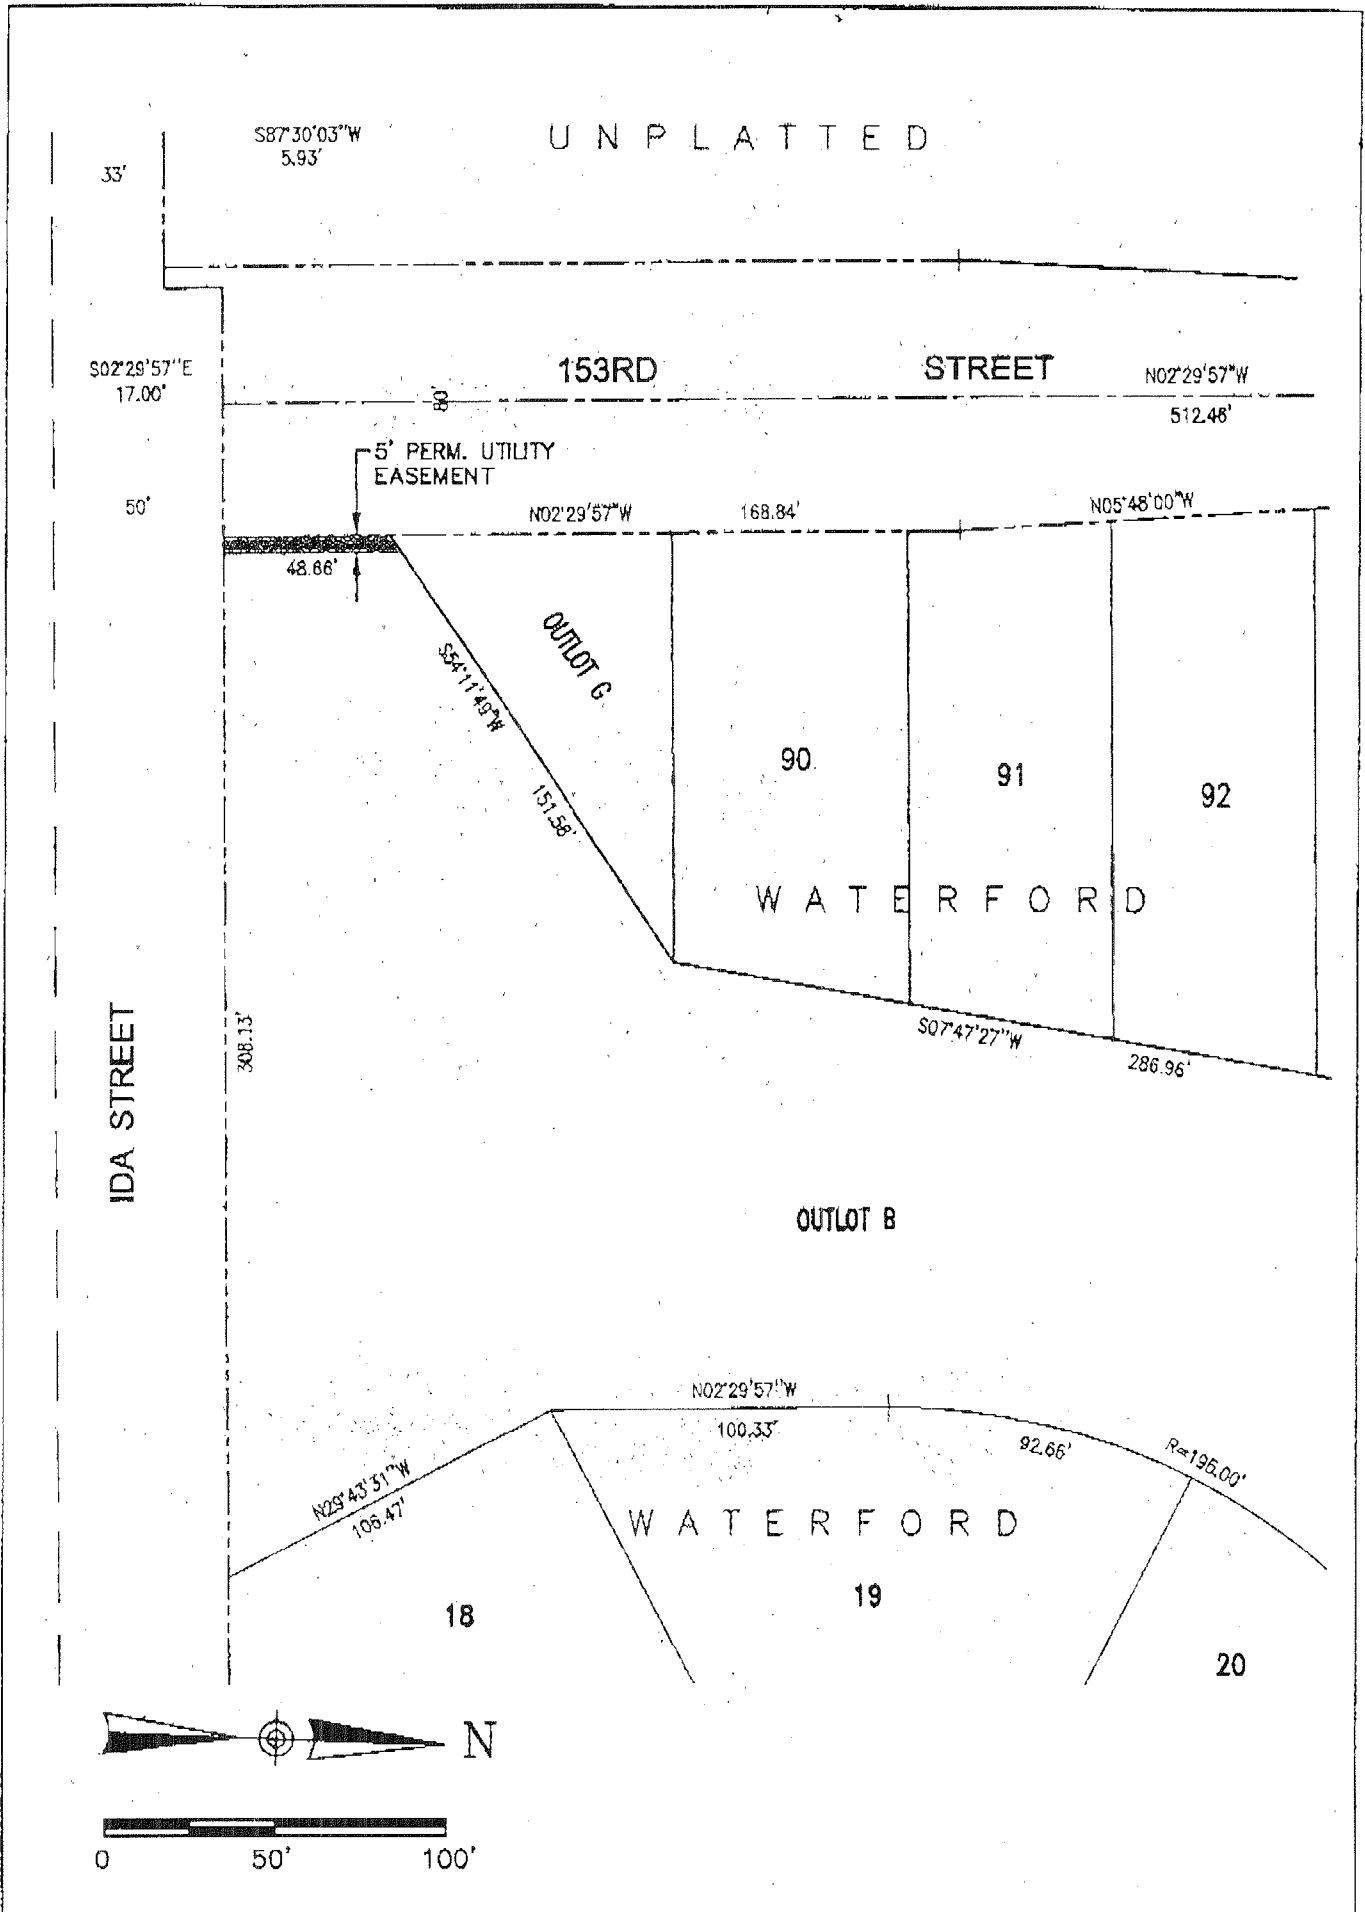 S87°30'03"W
5.93'
UNPLATTED
33'
S02°29'57"E
17.00'
153RD STREET
N02°29'57"W
512.46'
80'
5' PERM. UTILITY
EASEMENT
50'
N02°29'57"W 168.84'
N05°48'00"W
48.66'
OUTLOT G
S54°11'49"W
151.58'
90
91
92
WATERFORD
S07°47'27"W
286.96'
IDA STREET
308.13'
OUTLOT B
N02°29'57"W
100.33'
92.66'
R=195.00'
N29°43'31"W
106.47'
WATERFORD
18
19
20
N
0 50' 100'